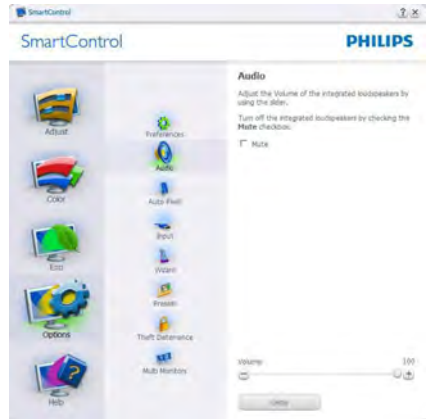 SmartControl
? ×
SmartControl
PHILIPS
Adjust
Color
Eco
Options
Help
Preferences
Audio
Auto Pivot
Input
Wizard
Preset
Theft Deterrence
Multi Monitors
Audio
Adjust the Volume of the integrated loudspeakers by
using the slider.
Turn off the integrated loudspeakers by checking the
Mute checkbox.
Mute
Volume
100